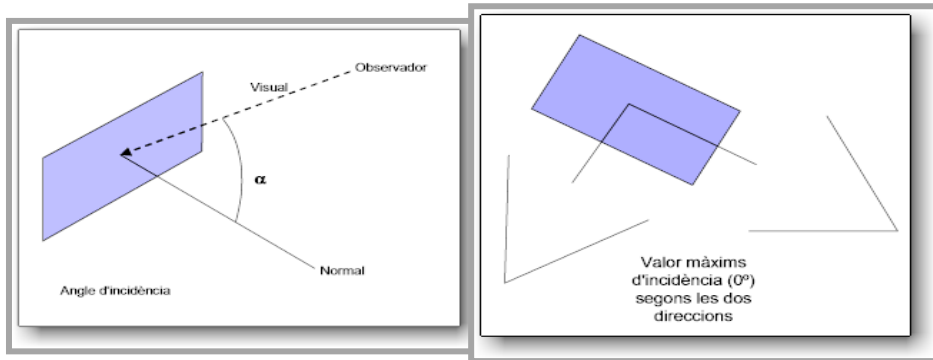 Observador
Visual
α
Normal
Angle d'incidència
Valor màxims
d'incidència (0º)
segons les dos
direccions